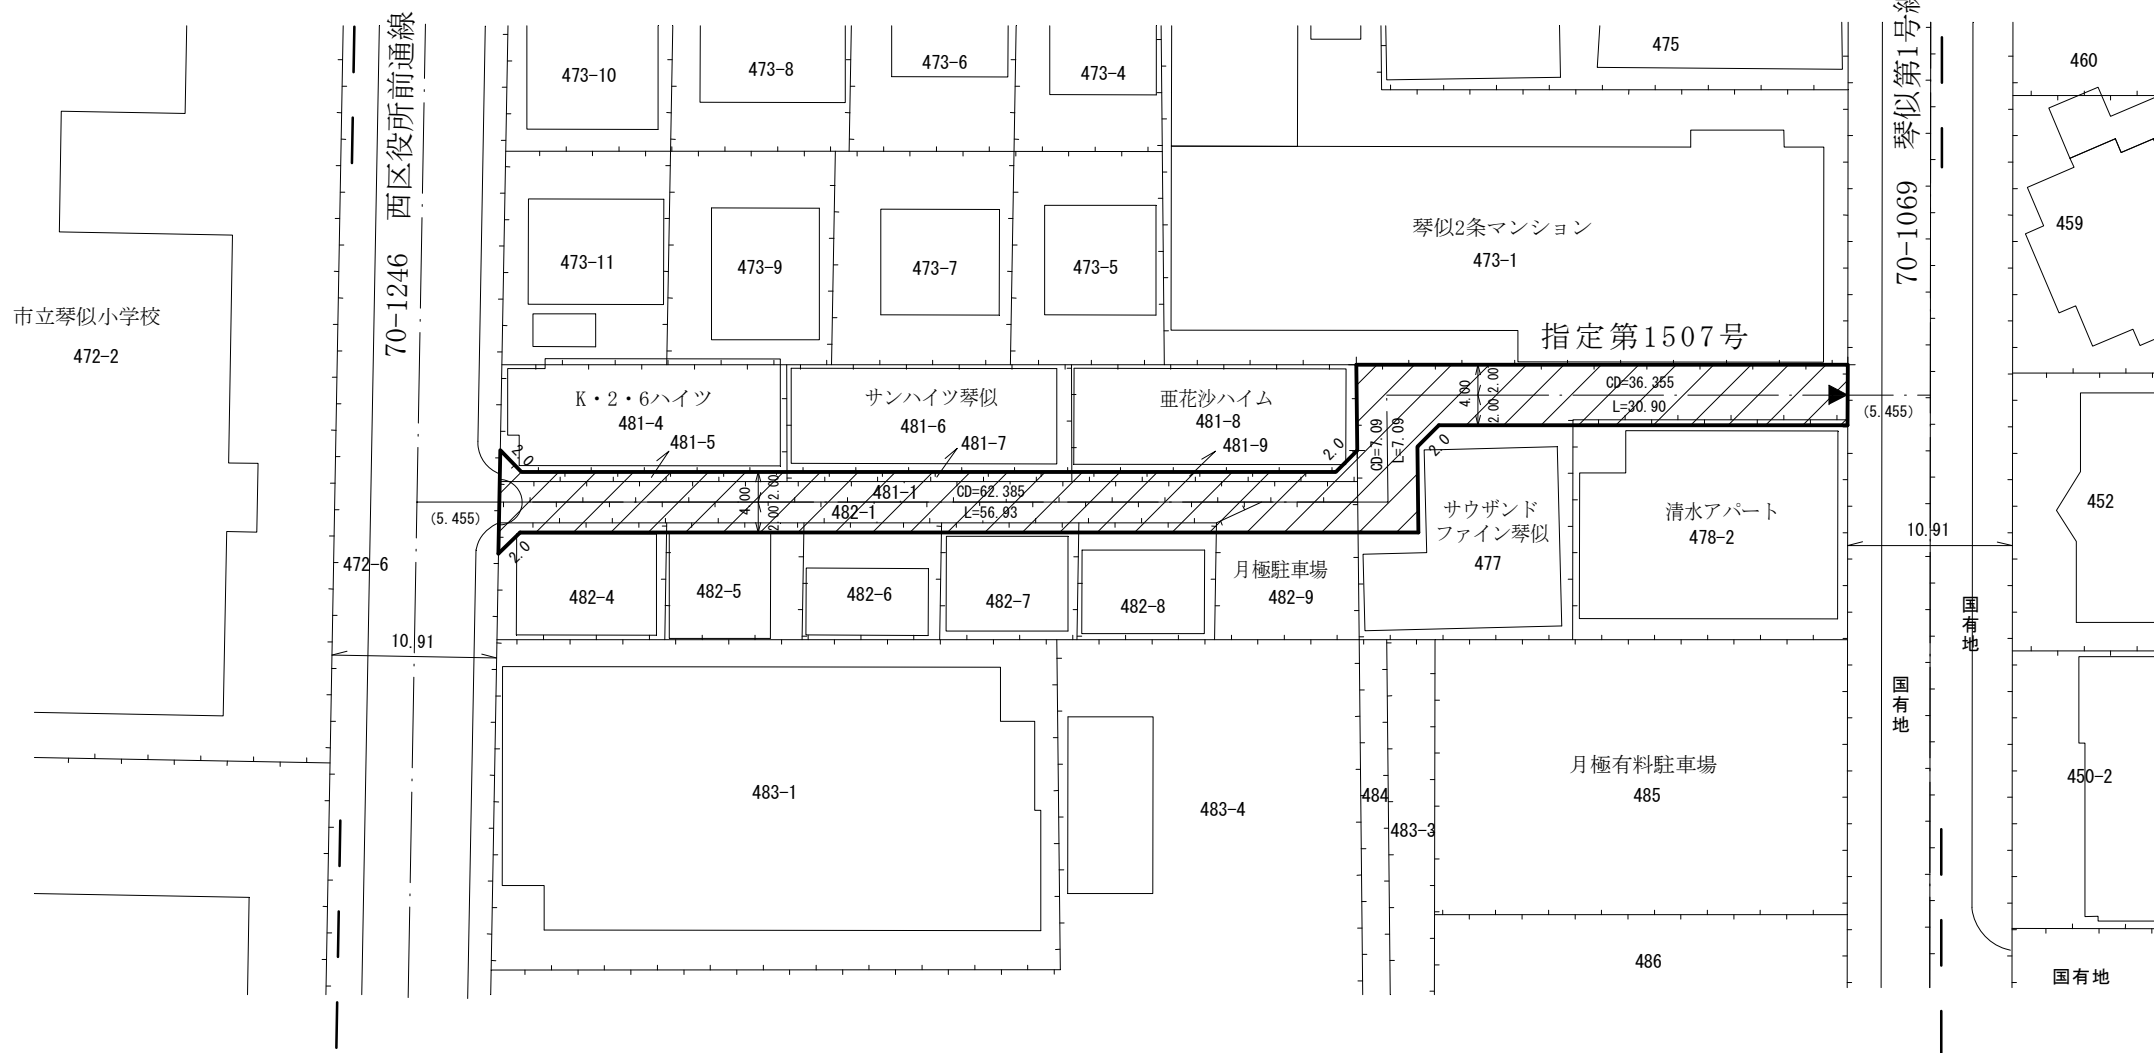 70-1246 西区役所前通線
70-1069 琴似第1号線
473-10
473-8
473-6
473-4
475
460
473-11
473-9
473-7
473-5
琴似2条マンション
473-1
459
市立琴似小学校
472-2
指定第1507号
K・2・6ハイツ
481-4
481-5
サンハイツ琴似
481-6
481-7
亜花沙ハイム
481-8
481-9
CD=36.355
L=30.90
4.00
2.00
2.00
(5.455)
CD=7.09
L=7.09
2.0
2.0
2.0
2.0
481-1
CD=62.385
482-1
L=56.93
4.00
2.00
2.00
(5.455)
サウザンド
ファイン琴似
477
清水アパート
478-2
10.91
452
472-6
482-4
482-5
482-6
482-7
482-8
月極駐車場
482-9
10.91
国有地
国有地
483-1
483-4
484
483-3
月極有料駐車場
485
450-2
486
国有地